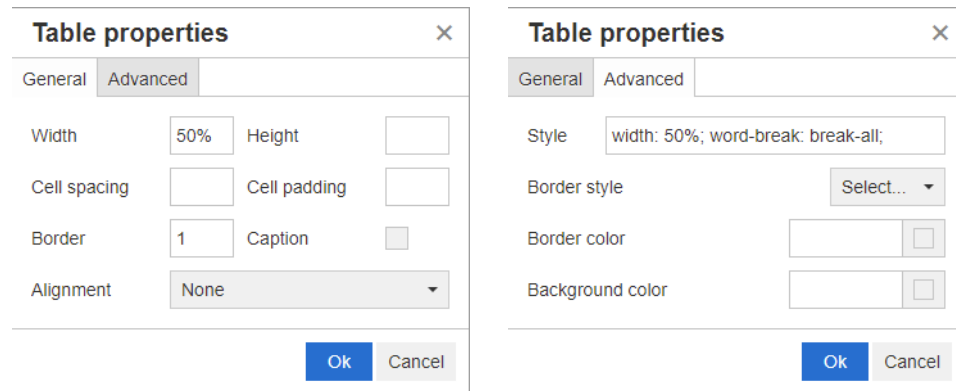 Table properties ×
General Advanced
Width 50% Height
Cell spacing Cell padding
Border 1 Caption
Alignment None
Ok Cancel
Table properties ×
General Advanced
Style width: 50%; word-break: break-all;
Border style Select...
Border color
Background color
Ok Cancel